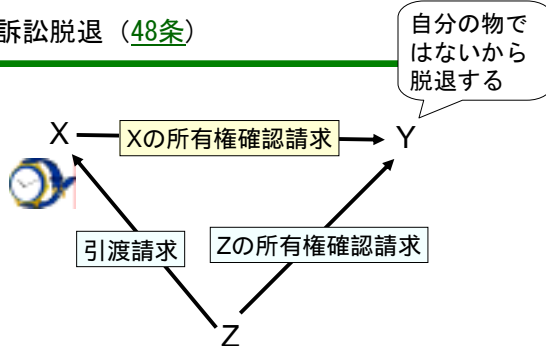 訴訟脱退（48条）
自分の物で
はないから
脱退する
X
Xの所有権確認請求
Y
引渡請求
Zの所有権確認請求
Z